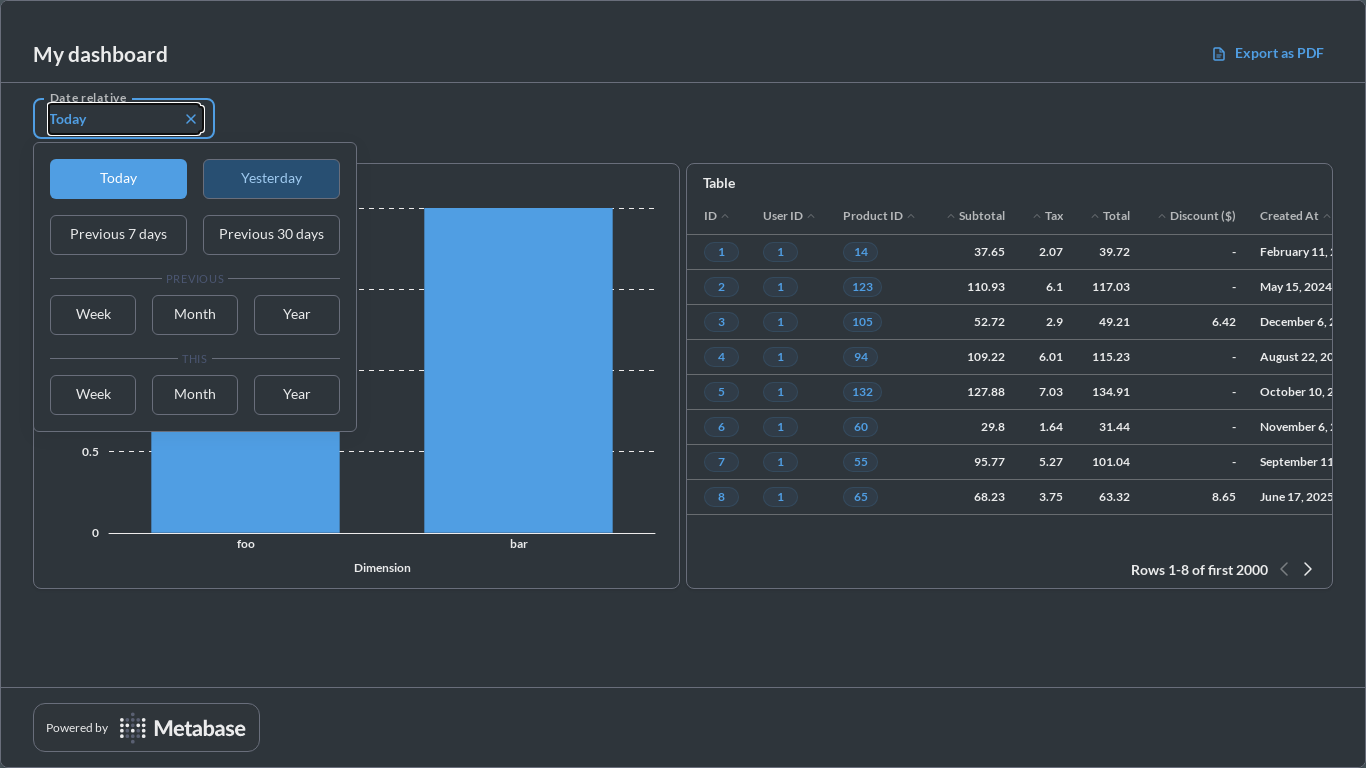 My dashboard
Export as PDF
Date relative
Today
Today Yesterday
Previous 7 days Previous 30 days
PREVIOUS
Week Month Year
THIS
Week Month Year
0.5
0
foo bar
Dimension
Table
ID User ID Product ID Subtotal Tax Total Discount ($) Created At
1 1 14 37.65 2.07 39.72 - February 11,
2 1 123 110.93 6.1 117.03 - May 15, 2024
3 1 105 52.72 2.9 49.21 6.42 December 6,
4 1 94 109.22 6.01 115.23 - August 22, 20
5 1 132 127.88 7.03 134.91 - October 10,
6 1 60 29.8 1.64 31.44 - November 6,
7 1 55 95.77 5.27 101.04 - September 11
8 1 65 68.23 3.75 63.32 8.65 June 17, 2025
Rows 1-8 of first 2000
Powered by Metabase